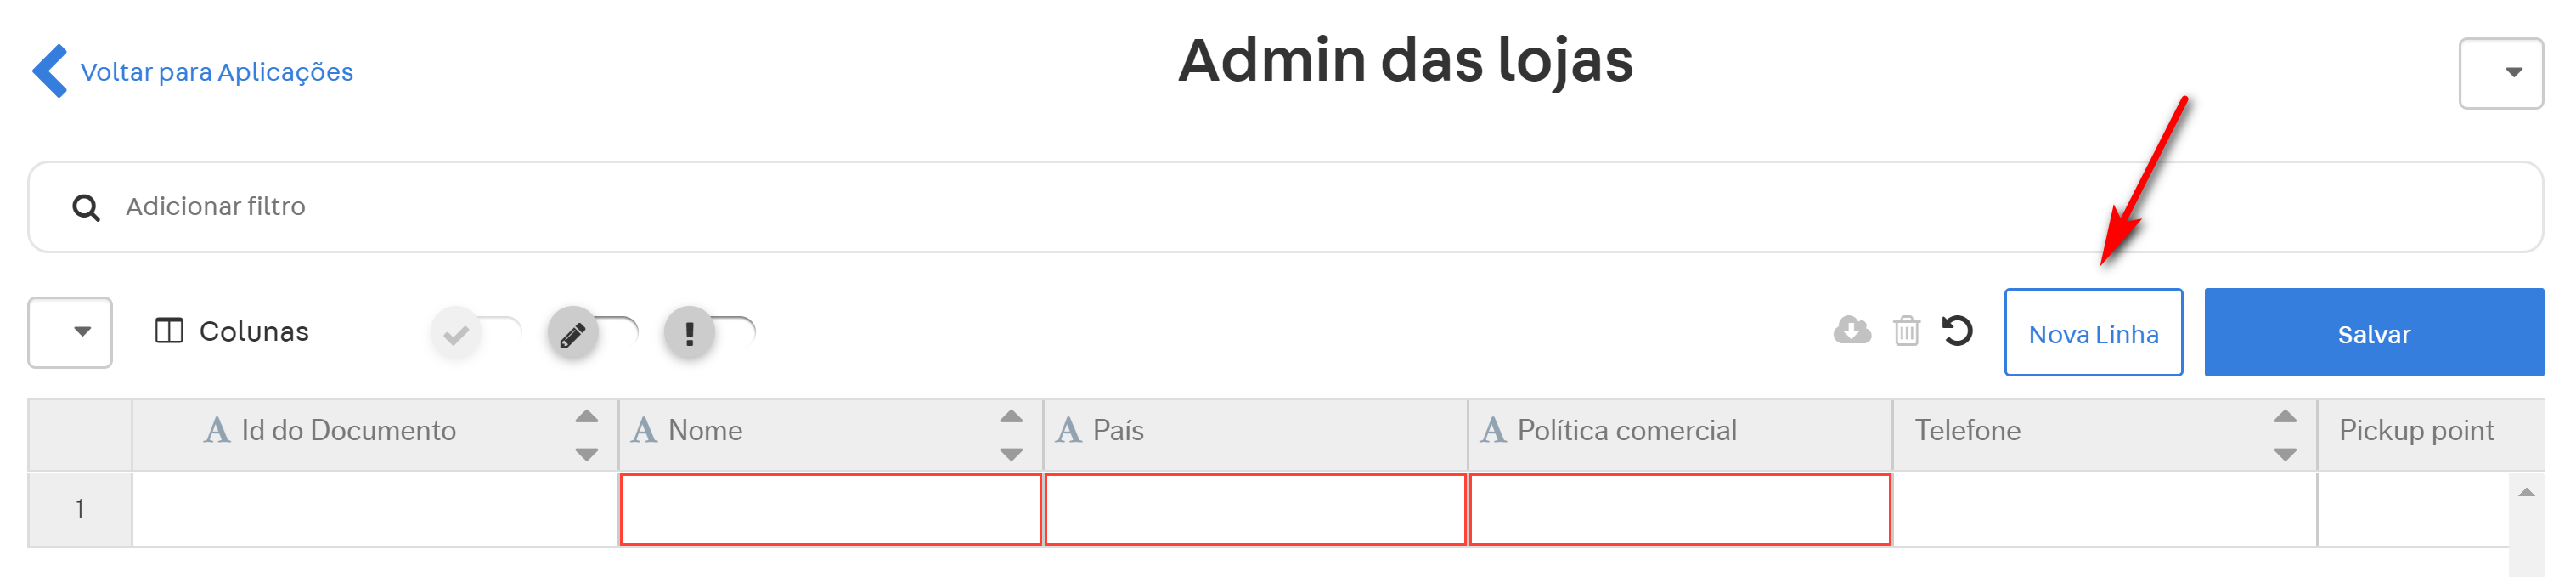 Voltar para Aplicações
Admin das lojas
Adicionar filtro
Colunas
Nova Linha
Salvar
A Id do Documento
A Nome
A País
A Política comercial
Telefone
Pickup point
1